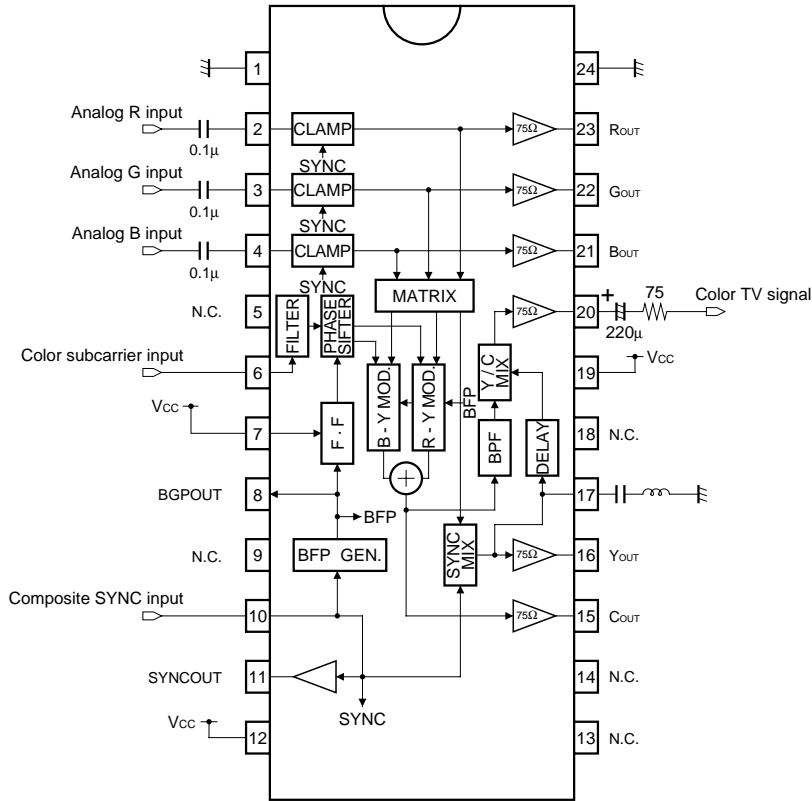 1
24
Analog R input
0.1μ
2
CLAMP
SYNC
75Ω
23
ROUT
Analog G input
0.1μ
3
CLAMP
SYNC
75Ω
22
GOUT
Analog B input
0.1μ
4
CLAMP
SYNC
75Ω
21
BOUT
N.C.
5
FILTER
PHASE
SIFTER
MATRIX
75Ω
20
+
220μ
75
Color TV signal
Color subcarrier input
6
B - Y MOD.
R - Y MOD.
BFP
Y / C
MIX
19
VCC
VCC
7
F . F
BPF
DELAY
18
N.C.
BGPOUT
8
BFP
+
17
N.C.
9
BFP GEN.
SYNC
MIX
75Ω
16
YOUT
Composite SYNC input
10
75Ω
15
COUT
SYNCOUT
11
SYNC
14
N.C.
VCC
12
13
N.C.